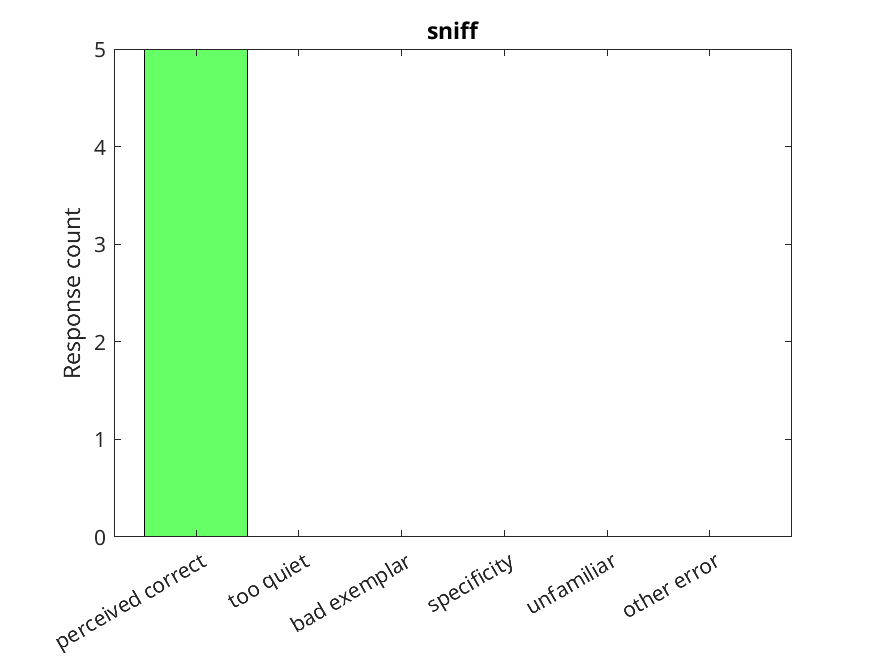 sniff
Response count
5
4
3
2
1
0
perceived correct
too quiet
bad exemplar
specificity
unfamiliar
other error